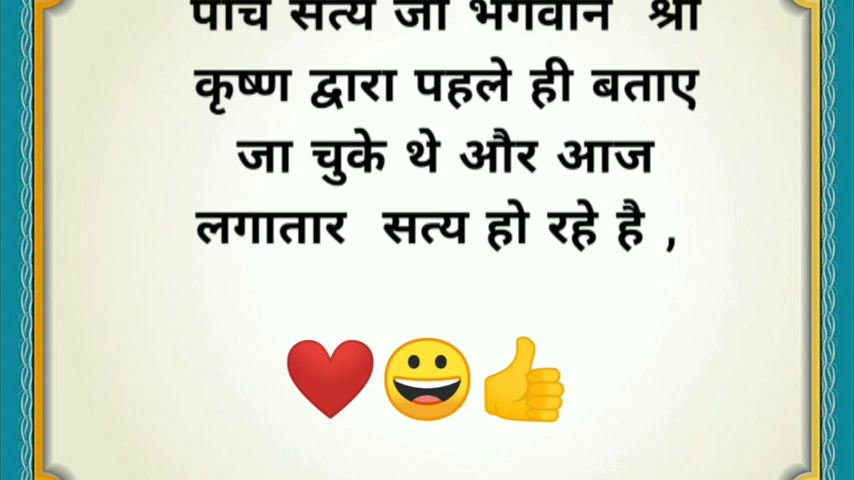 पांच सत्य जो भगवान श्री
कृष्ण द्वारा पहले ही बताए
जा चुके थे और आज
लगातार सत्य हो रहे है ,